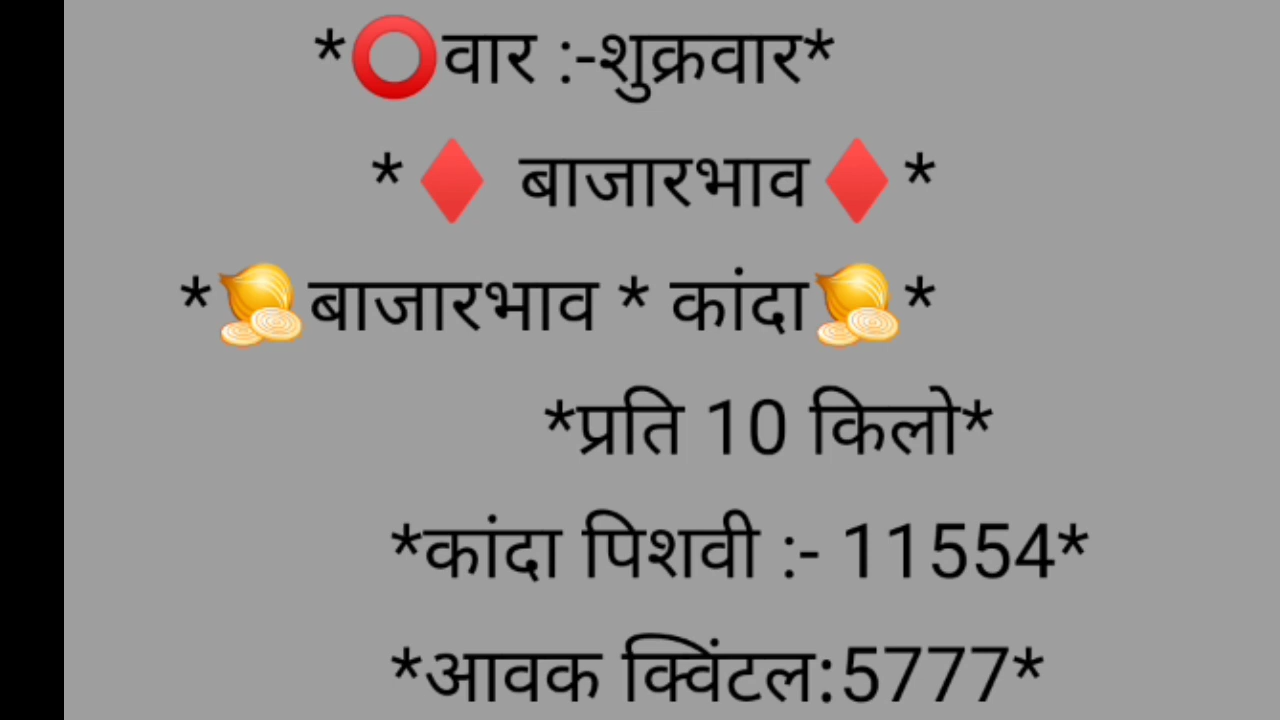 *⭕वार :-शुक्रवार*
*♦️ बाजारभाव♦️*
*🧅बाजारभाव * कांदा🧅*
*प्रति 10 किलो*
*कांदा पिशवी :- 11554*
*आवक क्विंटल:5777*